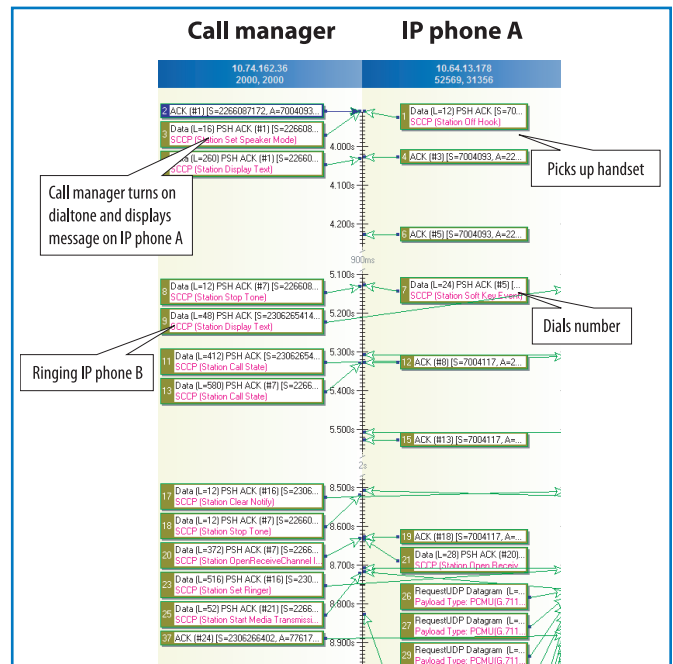 Call manager
IP phone A
10.74.162.36
2000, 2000
10.64.13.178
52569, 31356
2 ACK (#1) [S=2266087172, A=7004093...
1 Data (L=12) PSH ACK [S=70...
SCCP (Station Off Hook)
3 Data (L=16) PSH ACK (#1) [S=226608...
SCCP (Station Set Speaker Mode)
4.000s
Data (L=260) PSH ACK (#1) [S=22660...
SCCP (Station Display Text)
4 ACK (#3) [S=7004093, A=22...
Picks up handset
Call manager turns on
dialtone and displays
message on IP phone A
4.100s
4.200s
6 ACK (#5) [S=7004093, A=22...
900ms
5.100s
8 Data (L=12) PSH ACK (#7) [S=226608...
SCCP (Station Stop Tone)
7 Data (L=24) PSH ACK (#5) [...
SCCP (Station Soft Key Event)
5.200s
9 Data (L=48) PSH ACK [S=2306265414...
SCCP (Station Display Text)
Dials number
Ringing IP phone B
5.300s
11 Data (L=412) PSH ACK [S=23062654...
SCCP (Station Call State)
12 ACK (#8) [S=7004117, A=2...
13 Data (L=580) PSH ACK (#7) [S=2266...
SCCP (Station Call State)
5.400s
5.500s
15 ACK (#13) [S=7004117, A=...
2s
8.500s
17 Data (L=12) PSH ACK (#16) [S=2306...
SCCP (Station Clear Notify)
18 Data (L=12) PSH ACK (#7) [S=22660...
SCCP (Station Stop Tone)
8.600s
19 ACK (#18) [S=7004117, A=...
20 Data (L=372) PSH ACK (#7) [S=2266...
SCCP (Station OpenReceiveChannel I...
21 Data (L=28) PSH ACK (#20)...
SCCP (Station Open Receiv...
8.700s
23 Data (L=516) PSH ACK (#16) [S=230...
SCCP (Station Set Ringer)
26 RequestUDP Datagram (L=...
Payload Type: PCMU(G.711...
25 Data (L=52) PSH ACK (#21) [S=2266...
SCCP (Station Start Media Transmissi...
8.800s
27 RequestUDP Datagram (L=...
Payload Type: PCMU(G.711...
37 ACK (#24) [S=2306266402, A=77617...
8.900s
29 RequestUDP Datagram (L=...
Payload Type: PCMU(G.711...